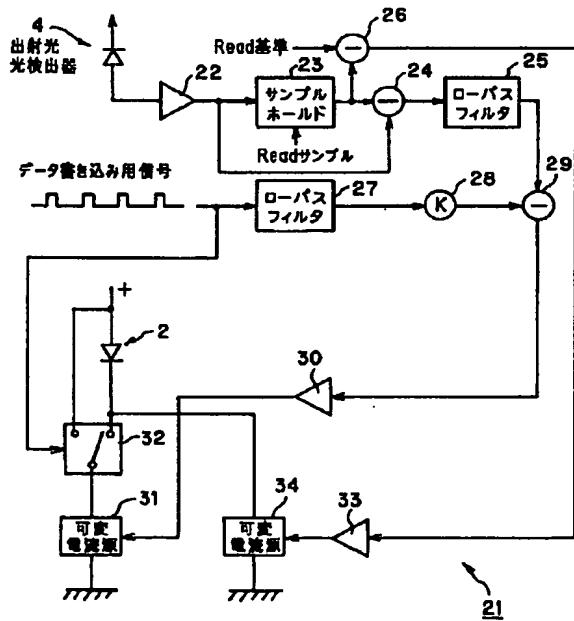 4
出射光
光検出器
22
Read基準
26
23
サンプル
ホールド
24
25
ローパス
フィルタ
Readサンプル
データ書き込み用信号
ローパス
フィルタ
27
K
28
29
+
2
30
32
31
可変
電流源
34
可変
電流源
33
21